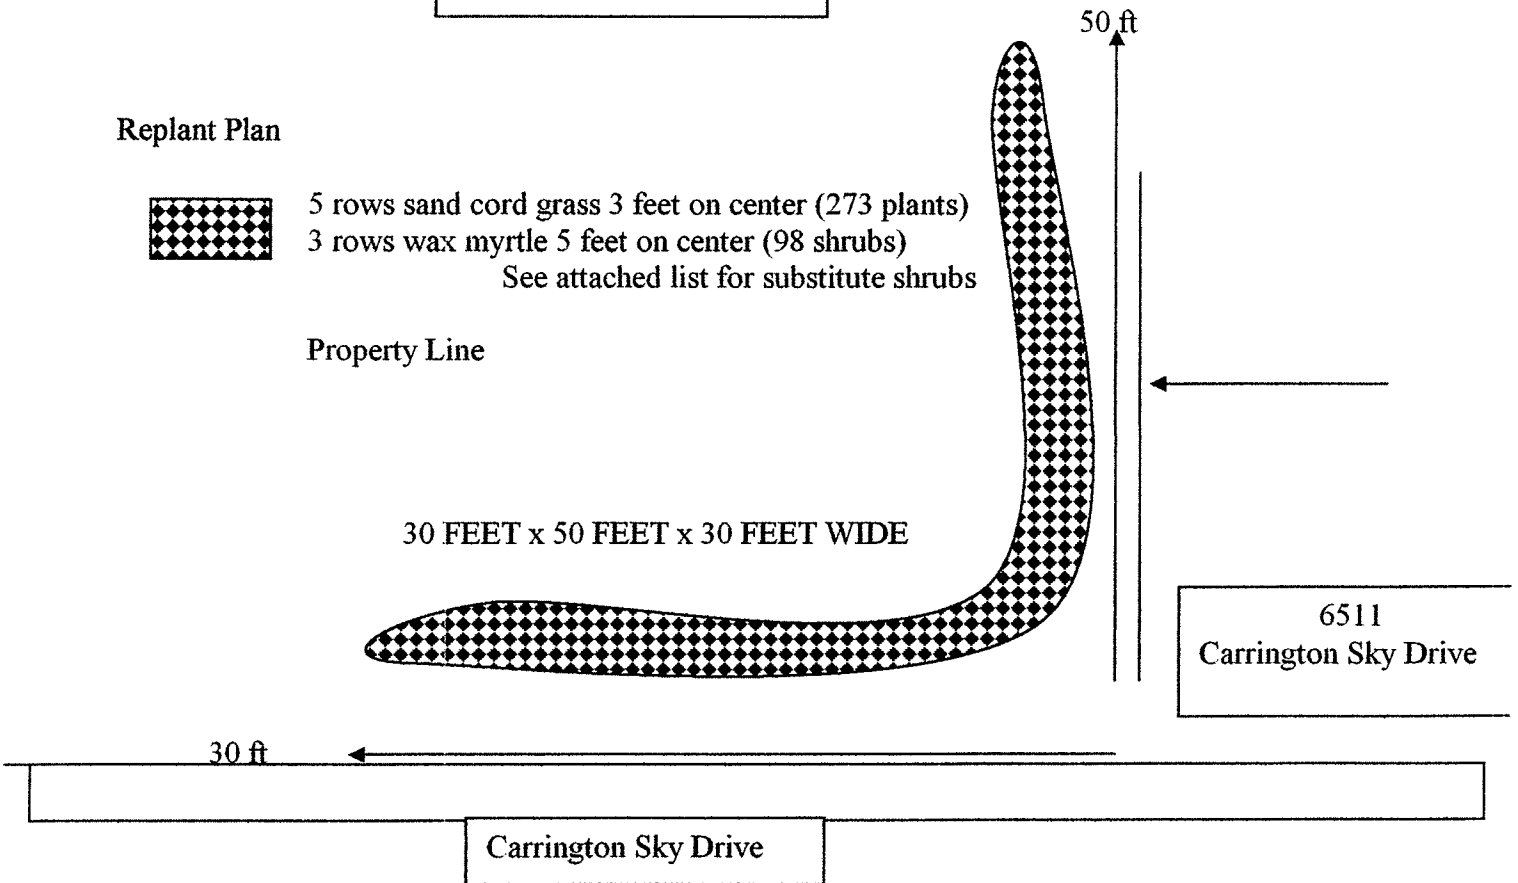 50 ft
Replant Plan
5 rows sand cord grass 3 feet on center (273 plants)
3 rows wax myrtle 5 feet on center (98 shrubs)
See attached list for substitute shrubs
Property Line
30 FEET x 50 FEET x 30 FEET WIDE
6511
Carrington Sky Drive
30 ft
Carrington Sky Drive